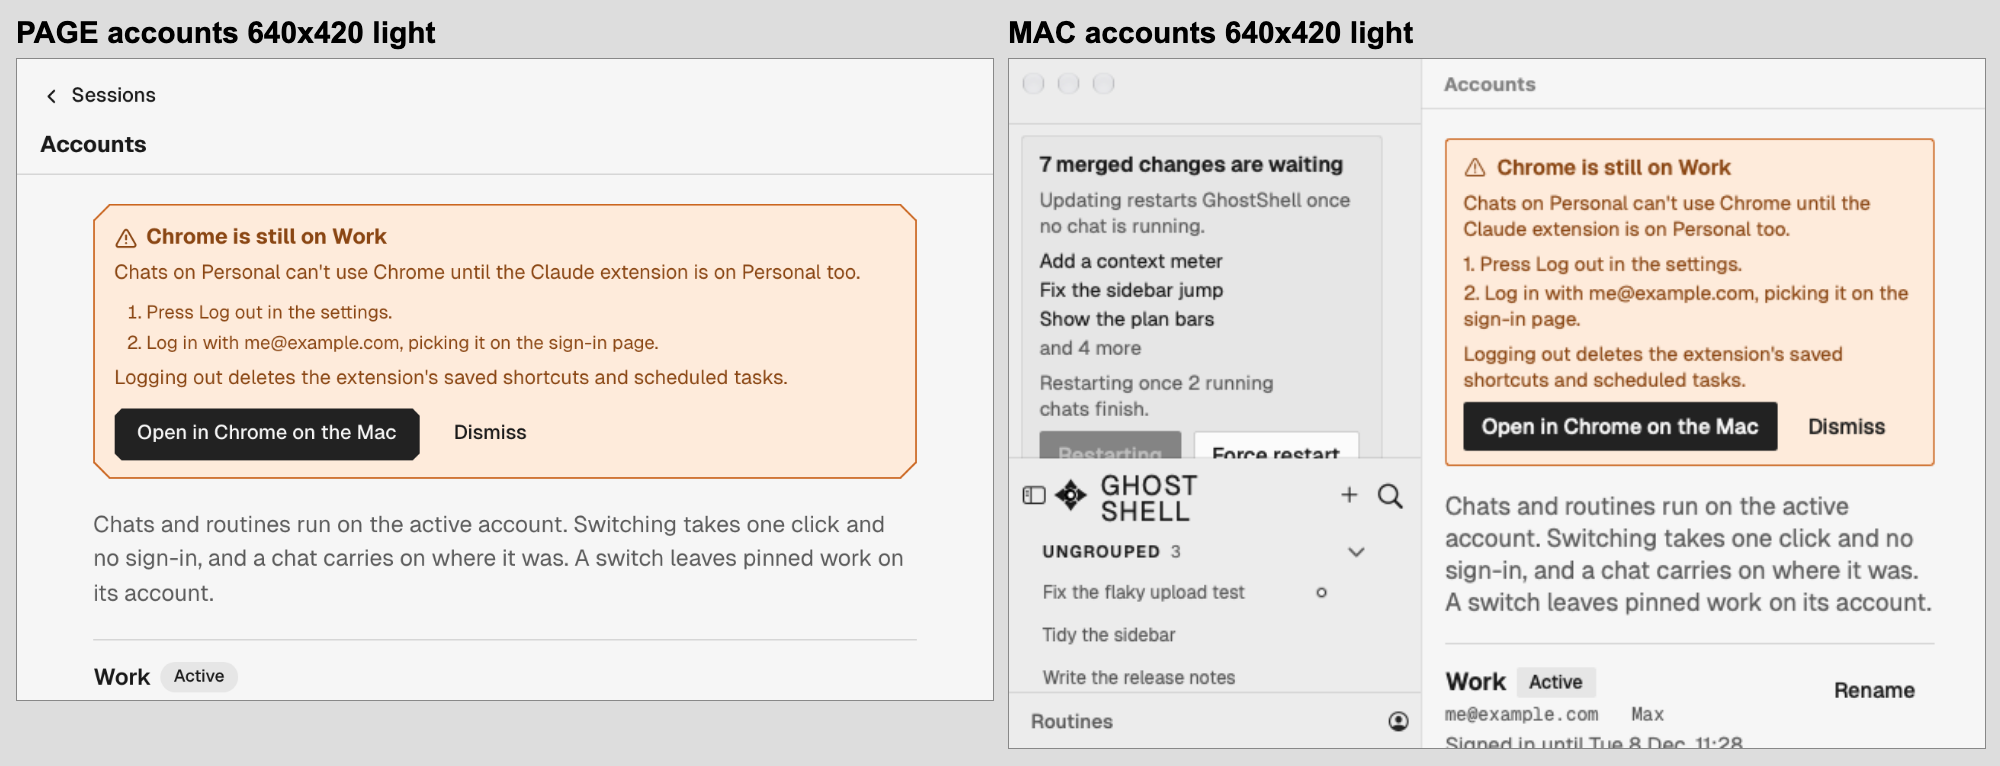 PAGE accounts 640x420 light
Sessions
Accounts
Chrome is still on Work
Chats on Personal can't use Chrome until the Claude extension is on Personal too.
1. Press Log out in the settings.
2. Log in with me@example.com, picking it on the sign-in page.
Logging out deletes the extension's saved shortcuts and scheduled tasks.
Open in Chrome on the Mac
Dismiss
Chats and routines run on the active account. Switching takes one click and
no sign-in, and a chat carries on where it was. A switch leaves pinned work on
its account.
Work Active
MAC accounts 640x420 light
7 merged changes are waiting
Updating restarts GhostShell once
no chat is running.
Add a context meter
Fix the sidebar jump
Show the plan bars
and 4 more
Restarting once 2 running
chats finish.
Restarting
Force restart
GHOST
SHELL
UNGROUPED 3
Fix the flaky upload test
Tidy the sidebar
Write the release notes
Routines
Accounts
Chrome is still on Work
Chats on Personal can't use Chrome until the
Claude extension is on Personal too.
1. Press Log out in the settings.
2. Log in with me@example.com, picking it on the
sign-in page.
Logging out deletes the extension's saved
shortcuts and scheduled tasks.
Open in Chrome on the Mac
Dismiss
Chats and routines run on the active
account. Switching takes one click and no
sign-in, and a chat carries on where it was.
A switch leaves pinned work on its account.
Work Active
Rename
me@example.com Max
Signed in until Tue 8 Dec, 11:28